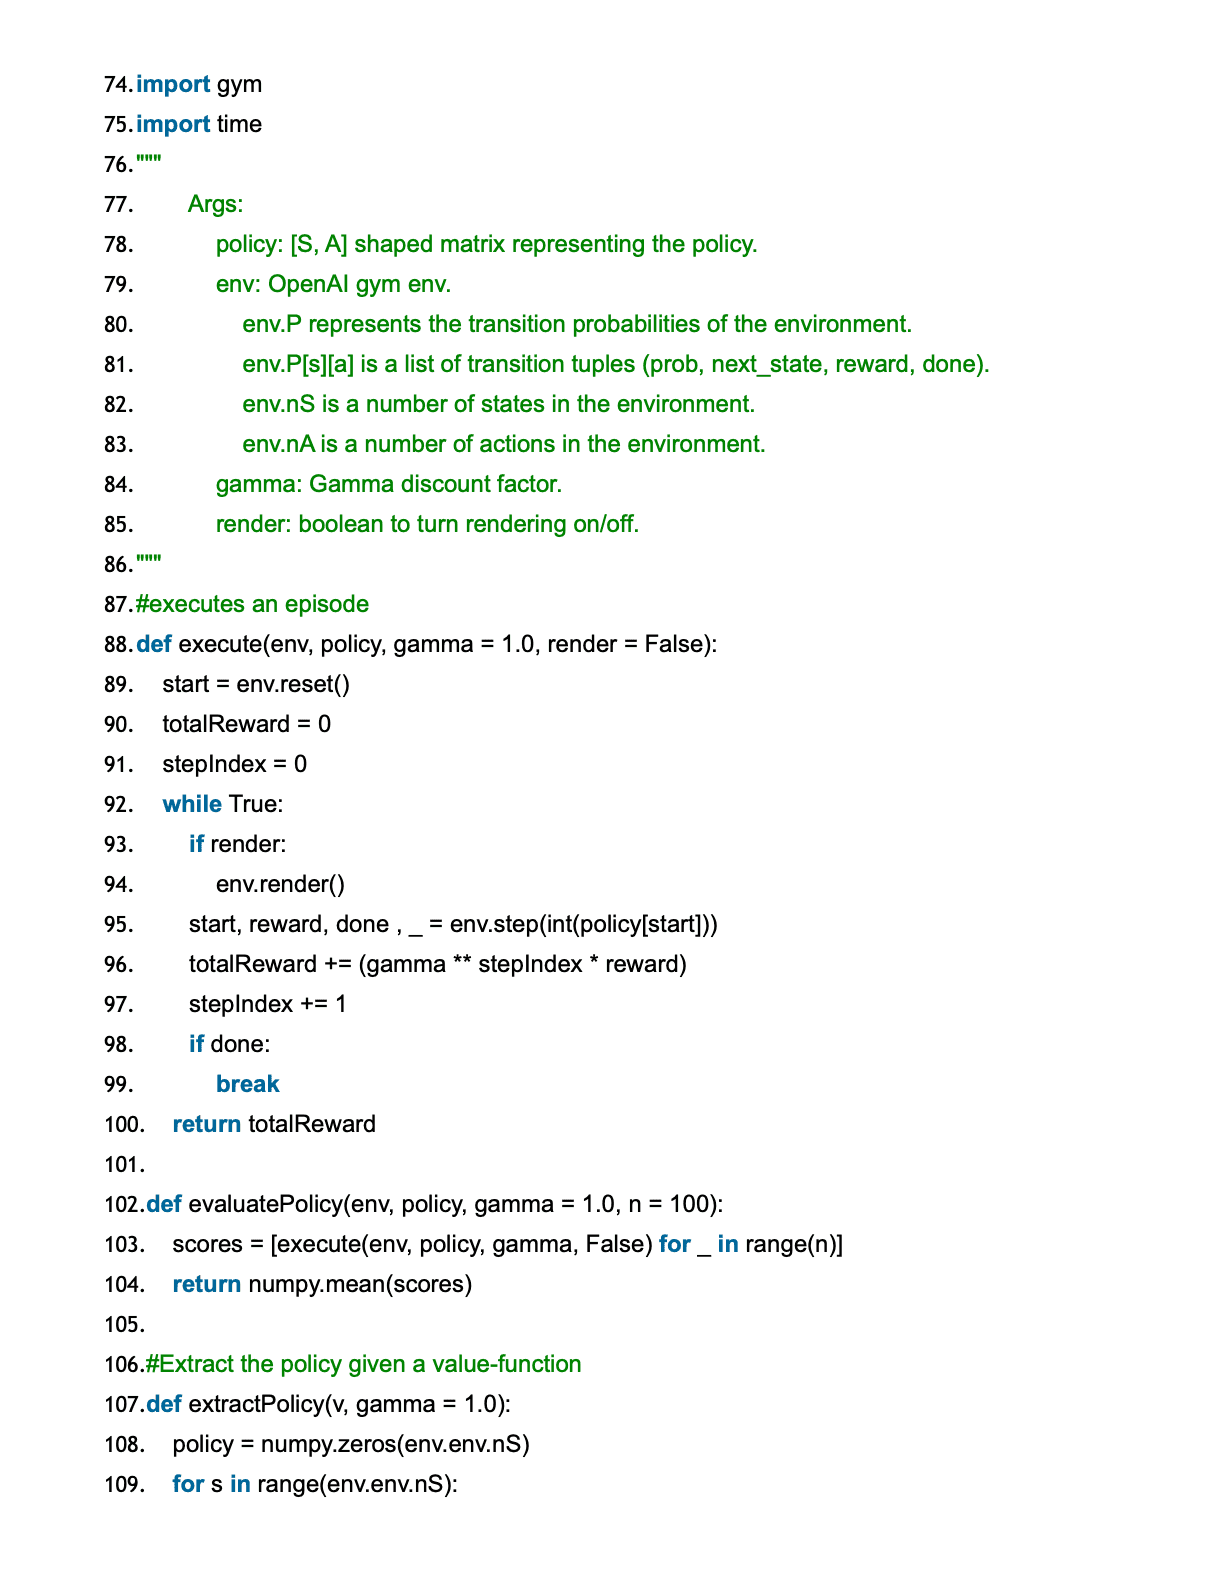 74.import gym
75.import time
76."""
77.        Args:
78.            policy: [S, A] shaped matrix representing the policy.
79.            env: OpenAI gym env.
80.                env.P represents the transition probabilities of the environment.
81.                env.P[s][a] is a list of transition tuples (prob, next_state, reward, done).
82.                env.nS is a number of states in the environment.
83.                env.nA is a number of actions in the environment.
84.            gamma: Gamma discount factor.
85.            render: boolean to turn rendering on/off.
86."""
87.#executes an episode
88.def execute(env, policy, gamma = 1.0, render = False):
89.    start = env.reset()
90.    totalReward = 0
91.    stepIndex = 0
92.    while True:
93.        if render:
94.            env.render()
95.        start, reward, done , _ = env.step(int(policy[start]))
96.        totalReward += (gamma ** stepIndex * reward)
97.        stepIndex += 1
98.        if done:
99.            break
100.    return totalReward
101.
102.def evaluatePolicy(env, policy, gamma = 1.0, n = 100):
103.    scores = [execute(env, policy, gamma, False) for _ in range(n)]
104.    return numpy.mean(scores)
105.
106.#Extract the policy given a value-function
107.def extractPolicy(v, gamma = 1.0):
108.    policy = numpy.zeros(env.env.nS)
109.    for s in range(env.env.nS):